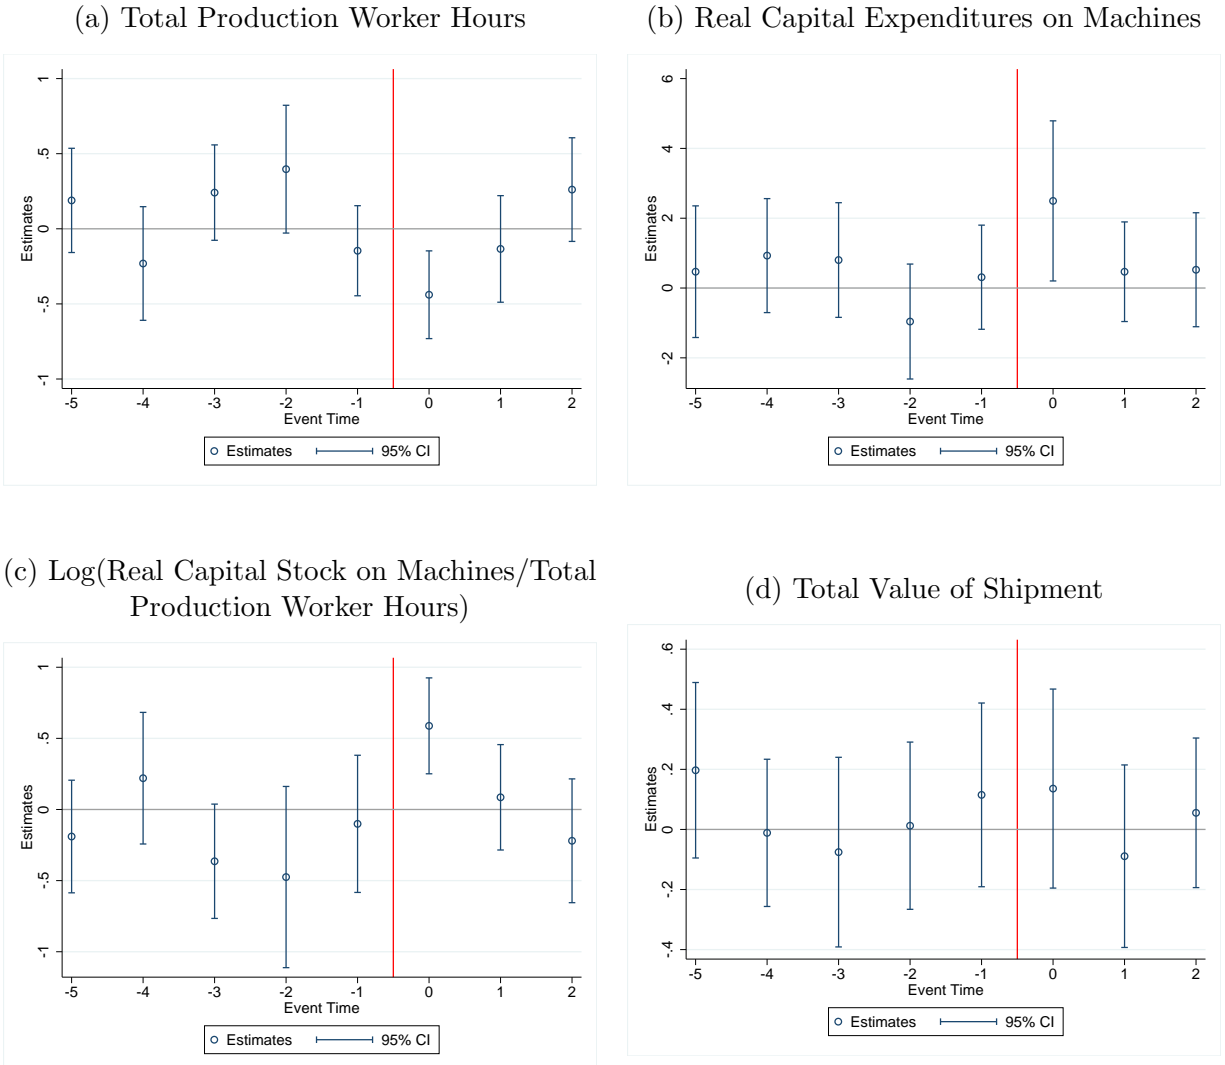 (a) Total Production Worker Hours
1
.5
0
-.5
-1
Estimates
-5 -4 -3 -2 -1 0 1 2
Event Time
Estimates 95% CI
(b) Real Capital Expenditures on Machines
6
4
2
0
-2
Estimates
-5 -4 -3 -2 -1 0 1 2
Event Time
Estimates 95% CI
(c) Log(Real Capital Stock on Machines/Total
Production Worker Hours)
1
.5
0
-.5
-1
Estimates
-5 -4 -3 -2 -1 0 1 2
Event Time
Estimates 95% CI
(d) Total Value of Shipment
.6
.4
.2
0
-.2
-.4
Estimates
-5 -4 -3 -2 -1 0 1 2
Event Time
Estimates 95% CI